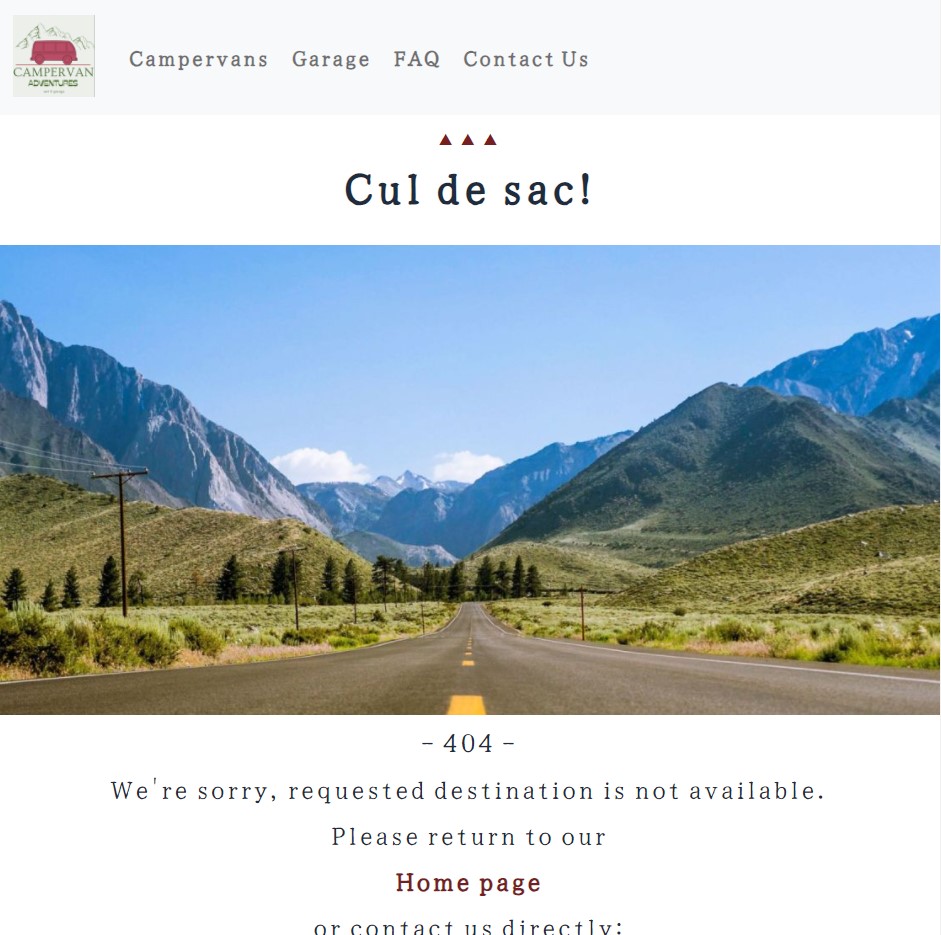 CAMPERVAN
ADVENTURES
Campervans Garage FAQ Contact Us
▲ ▲ ▲
Cul de sac!
- 404 -
We're sorry, requested destination is not available.
Please return to our
Home page
or contact us directly: